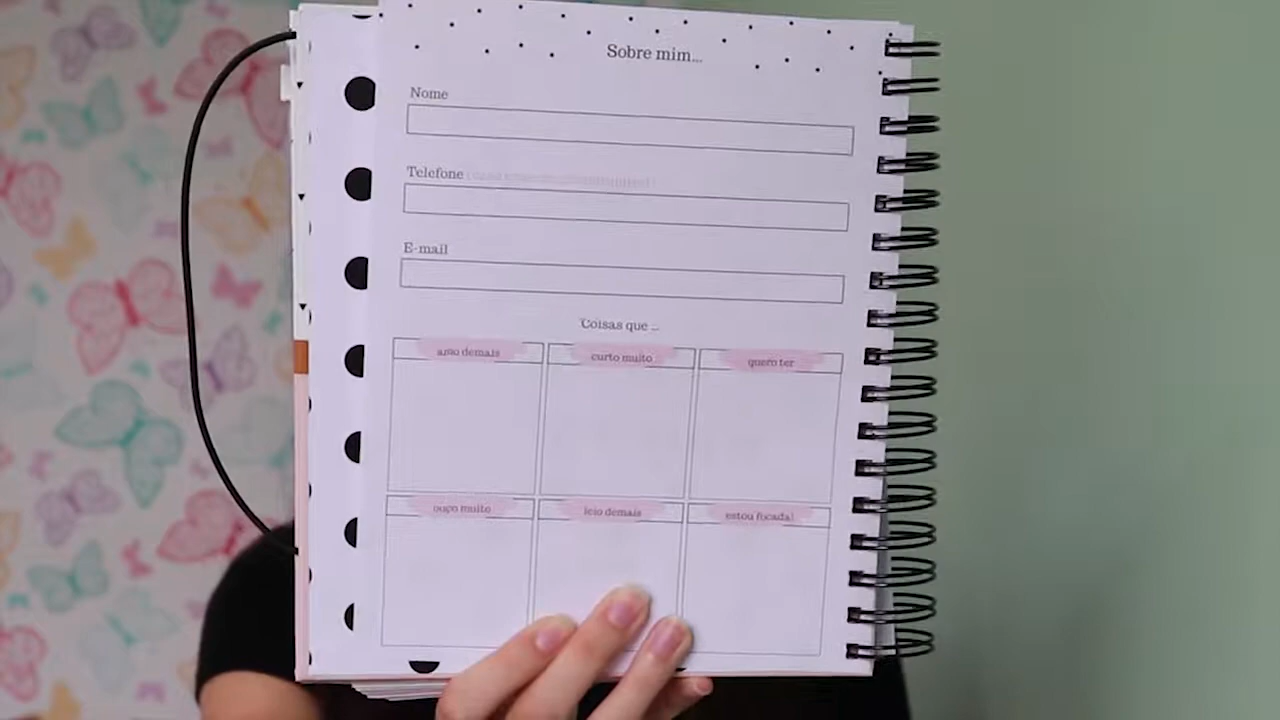 Sobre mim...
Nome
Telefone
E-mail
Coisas que ...
amo demais
curto muito
quero ter
ouço muito
leio demais
estou focada!